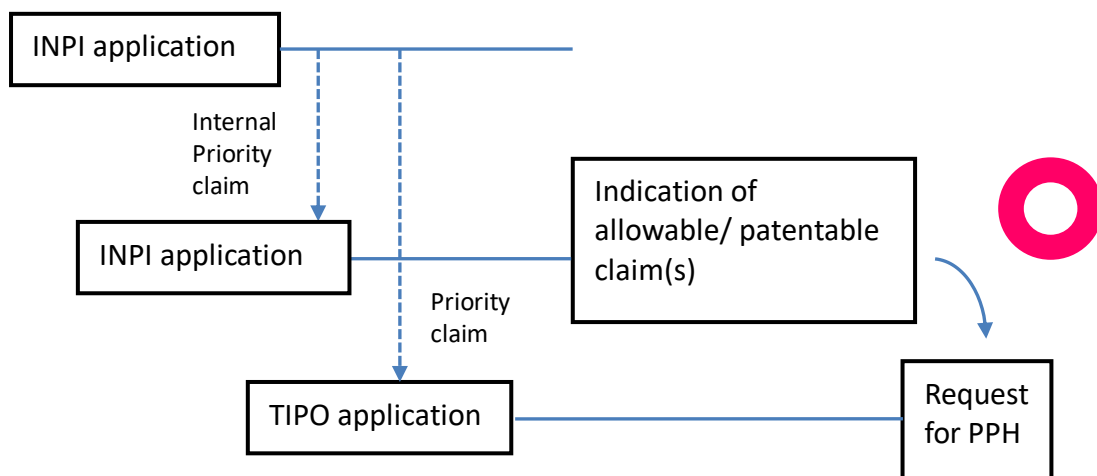 INPI application
Internal
Priority
claim
Indication of
allowable/ patentable
claim(s)
INPI application
Priority
claim
TIPO application
Request
for PPH